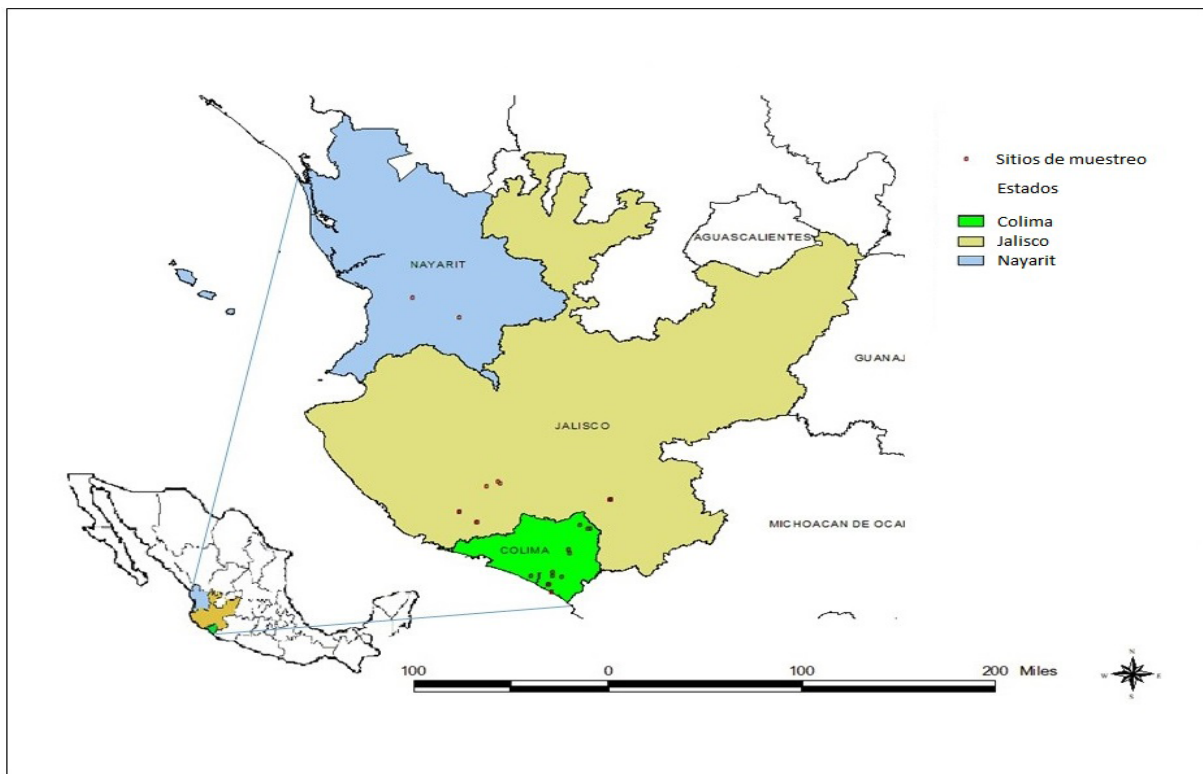 Sitios de muestreo
Estados
Colima
Jalisco
Nayarit
AGUASCALIENTES
NAYARIT
GUANAJ
JALISCO
MICHOACAN DE OCAI
COLIMA
100 0 100 200 Miles
N
W E
S